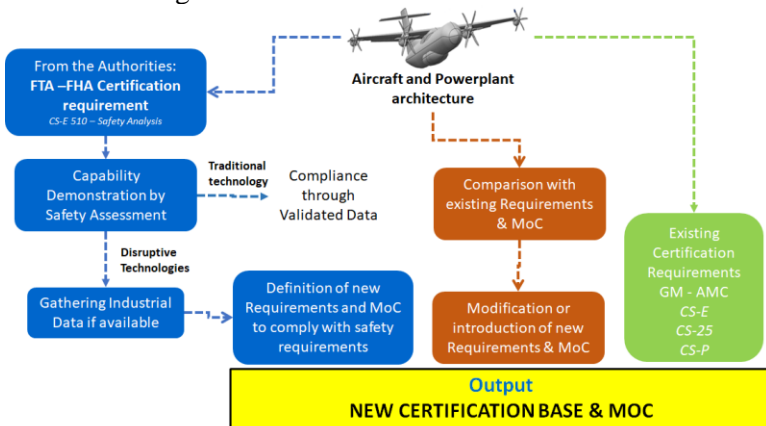 From the Authorities:
FTA –FHA Certification
requirement
CS-E 510 – Safety Analysis
Aircraft and Powerplant
architecture
Capability
Demonstration by
Safety Assessment
Traditional
technology
Compliance
through
Validated Data
Comparison with
existing Requirements
& MoC
Existing
Certification
Requirements
GM - AMC
CS-E
CS-25
CS-P
Disruptive
Technologies
Gathering Industrial
Data if available
Definition of new
Requirements and MoC
to comply with safety
requirements
Modification or
introduction of new
Requirements & MoC
Output
NEW CERTIFICATION BASE & MOC